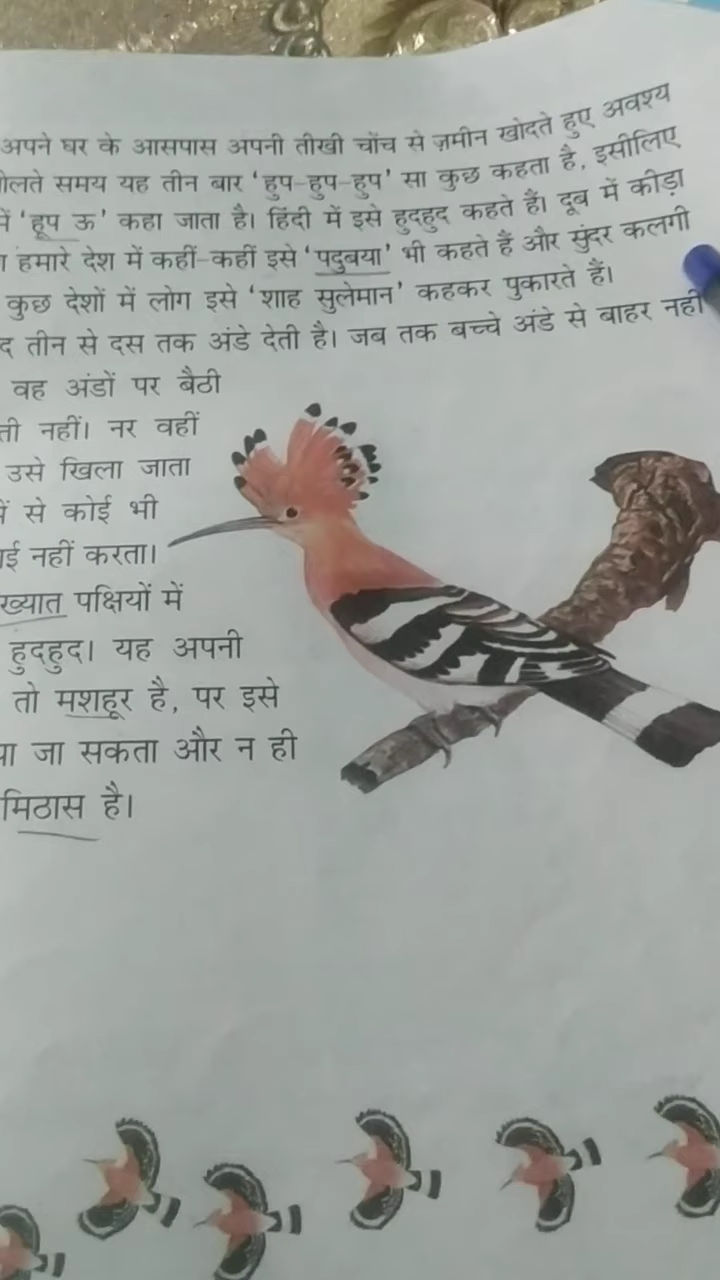 अपने घर के आसपास अपनी तीखी चोंच से ज़मीन खोदते हुए अवश्य
समय यह तीन बार 'हुप-हुप-हुप' सा कुछ कहता है, इसीलिए
'हूप ऊ' कहा जाता है। हिंदी में इसे हुदहुद कहते हैं। दूब में कीड़ा
हमारे देश में कहीं-कहीं इसे 'पदुबया' भी कहते हैं और सुंदर कलगी
कुछ देशों में लोग इसे 'शाह सुलेमान' कहकर पुकारते हैं।
तीन से दस तक अंडे देती है। जब तक बच्चे अंडे से बाहर नहीं
वह अंडों पर बैठी
नहीं। नर वहीं
उसे खिला जाता
से कोई भी
नहीं करता।
पक्षियों में
हुदहुद। यह अपनी
तो मशहूर है, पर इसे
जा सकता और न ही
मिठास है।